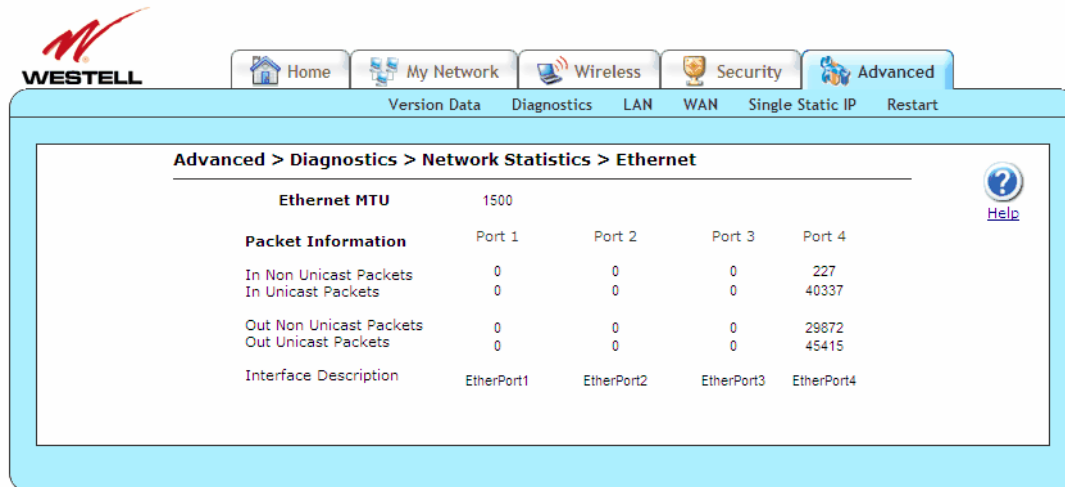 WESTELL
Home My Network Wireless Security Advanced
Version Data Diagnostics LAN WAN Single Static IP Restart
Advanced > Diagnostics > Network Statistics > Ethernet
Help
Ethernet MTU 1500
Packet Information Port 1 Port 2 Port 3 Port 4
In Non Unicast Packets 0 0 0 227
In Unicast Packets 0 0 0 40337
Out Non Unicast Packets 0 0 0 29872
Out Unicast Packets 0 0 0 45415
Interface Description EtherPort1 EtherPort2 EtherPort3 EtherPort4